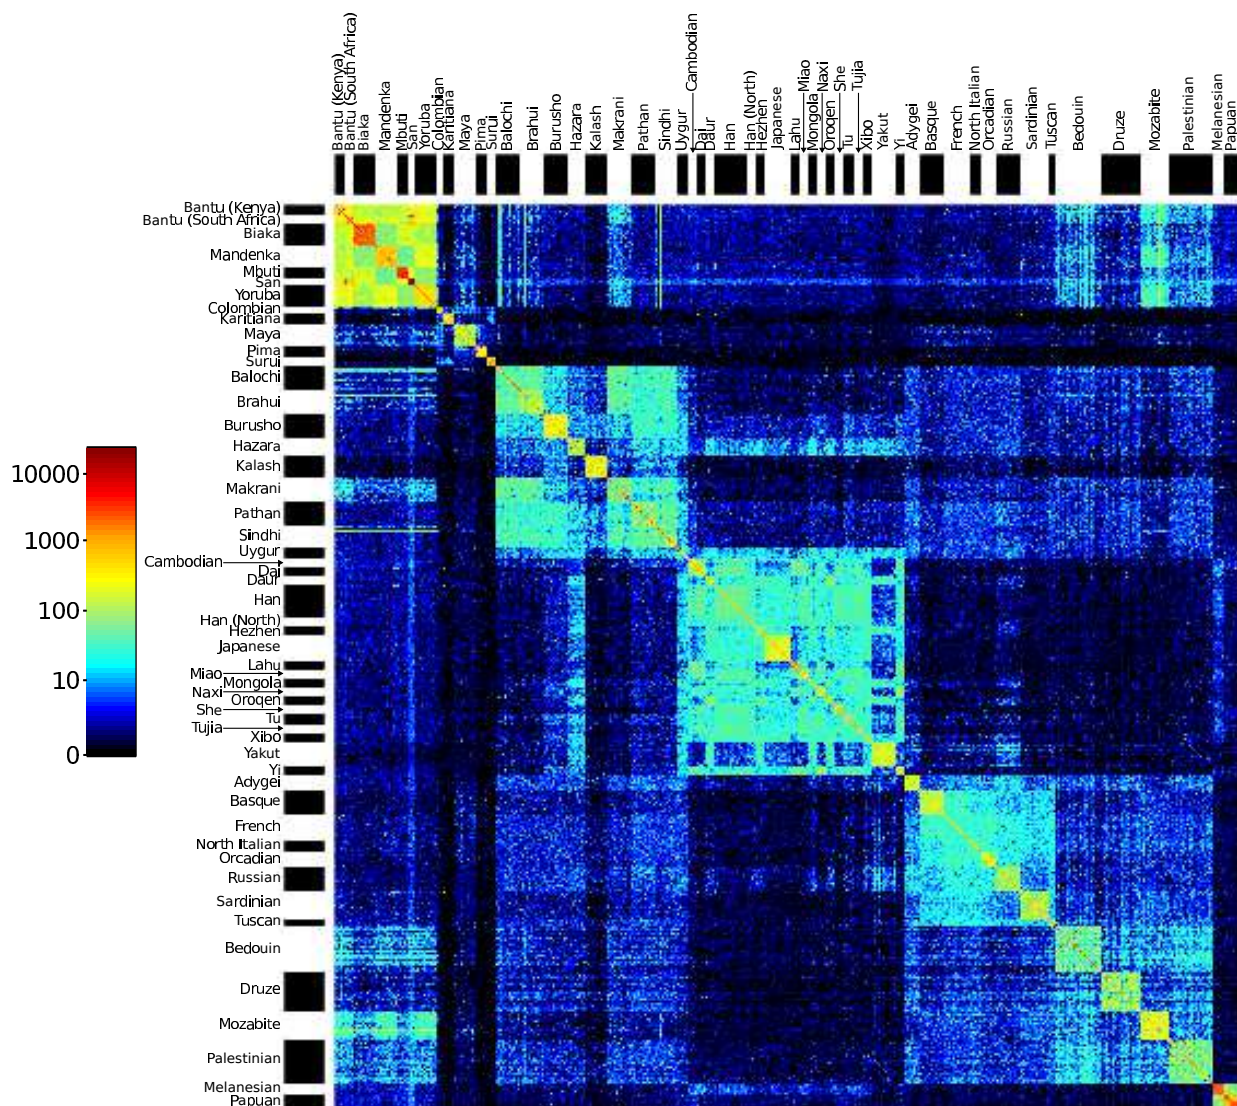 Bantu (Kenya)
Bantu (South Africa)
Biaka
Mandenka
Mbuti
San
Yoruba
Colombian
Karitiana
Maya
Pima
Surui
Balochi
Brahui
Burusho
Hazara
Kalash
Makrani
Pathan
Sindhi
Uygur
Cambodian
Dai
Daur
Han
Han (North)
Hezhen
Japanese
Lahu
Miao
Mongola
Naxi
Oroqen
She
Tu
Tujia
Xibo
Yakut
Yi
Adygei
Basque
French
North Italian
Orcadian
Russian
Sardinian
Tuscan
Bedouin
Druze
Mozabite
Palestinian
Melanesian
Papuan
Bantu (Kenya)
Bantu (South Africa)
Biaka
Mandenka
Mbuti
San
Yoruba
Colombian
Karitiana
Maya
Pima
Surui
Balochi
Brahui
Burusho
Hazara
Kalash
Makrani
Pathan
Sindhi
Uygur
Cambodian
Dai
Daur
Han
Han (North)
Hezhen
Japanese
Lahu
Miao
Mongola
Naxi
Oroqen
She
Tu
Tujia
Xibo
Yakut
Yi
Adygei
Basque
French
North Italian
Orcadian
Russian
Sardinian
Tuscan
Bedouin
Druze
Mozabite
Palestinian
Melanesian
Papuan
10000
1000
100
10
0